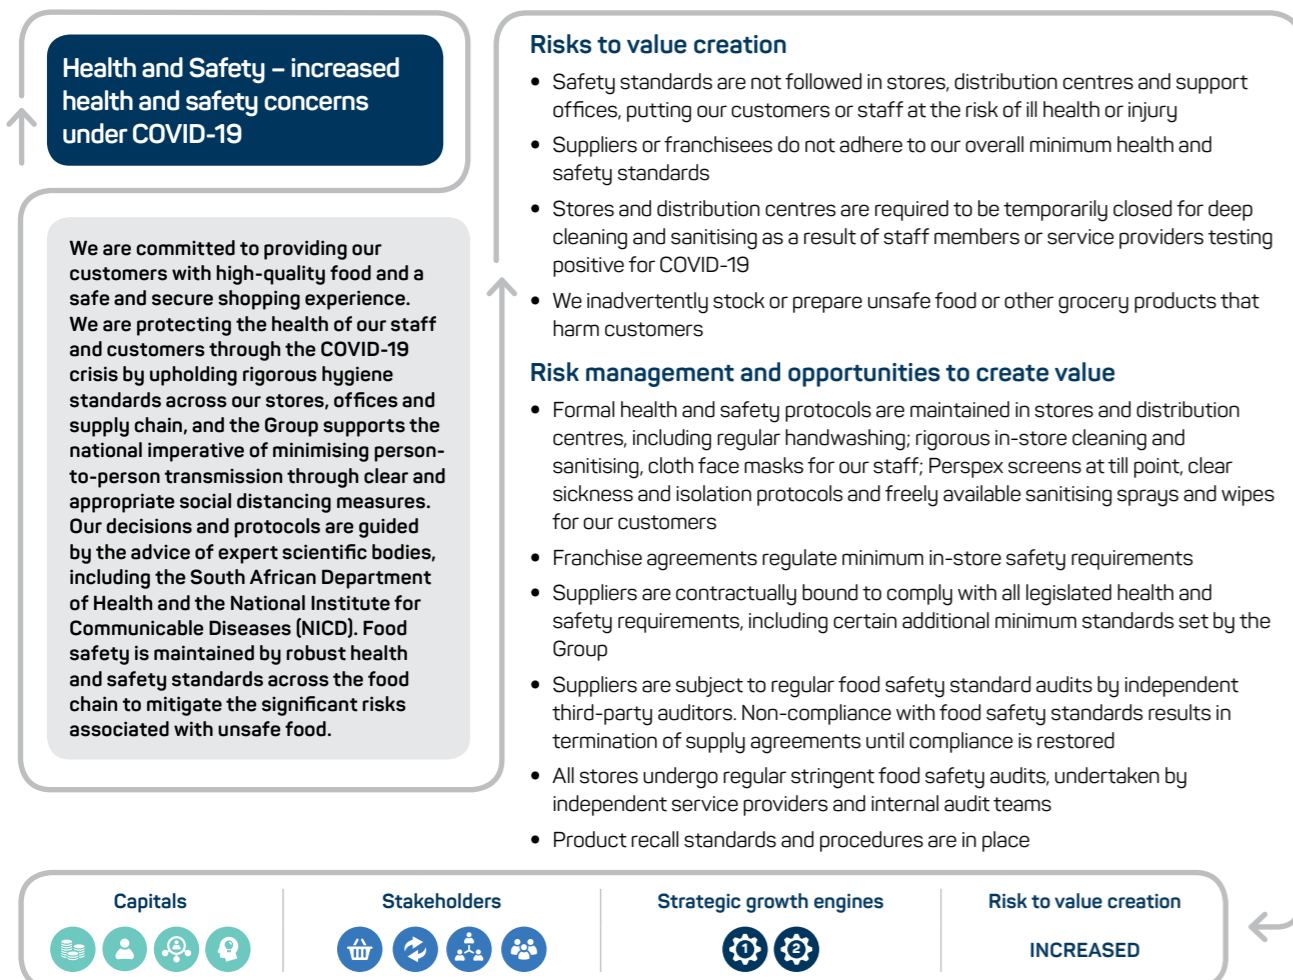 Health and Safety – increased
health and safety concerns
under COVID-19
We are committed to providing our
customers with high-quality food and a
safe and secure shopping experience.
We are protecting the health of our staff
and customers through the COVID-19
crisis by upholding rigorous hygiene
standards across our stores, offices and
supply chain, and the Group supports the
national imperative of minimising person-
to-person transmission through clear and
appropriate social distancing measures.
Our decisions and protocols are guided
by the advice of expert scientific bodies,
including the South African Department
of Health and the National Institute for
Communicable Diseases (NICD). Food
safety is maintained by robust health
and safety standards across the food
chain to mitigate the significant risks
associated with unsafe food.
Risks to value creation
• Safety standards are not followed in stores, distribution centres and support
offices, putting our customers or staff at the risk of ill health or injury
• Suppliers or franchisees do not adhere to our overall minimum health and
safety standards
• Stores and distribution centres are required to be temporarily closed for deep
cleaning and sanitising as a result of staff members or service providers testing
positive for COVID-19
• We inadvertently stock or prepare unsafe food or other grocery products that
harm customers
Risk management and opportunities to create value
• Formal health and safety protocols are maintained in stores and distribution
centres, including regular handwashing; rigorous in-store cleaning and
sanitising, cloth face masks for our staff; Perspex screens at till point, clear
sickness and isolation protocols and freely available sanitising sprays and wipes
for our customers
• Franchise agreements regulate minimum in-store safety requirements
• Suppliers are contractually bound to comply with all legislated health and
safety requirements, including certain additional minimum standards set by the
Group
• Suppliers are subject to regular food safety standard audits by independent
third-party auditors. Non-compliance with food safety standards results in
termination of supply agreements until compliance is restored
• All stores undergo regular stringent food safety audits, undertaken by
independent service providers and internal audit teams
• Product recall standards and procedures are in place
Capitals
Stakeholders
Strategic growth engines
1 2
Risk to value creation
INCREASED